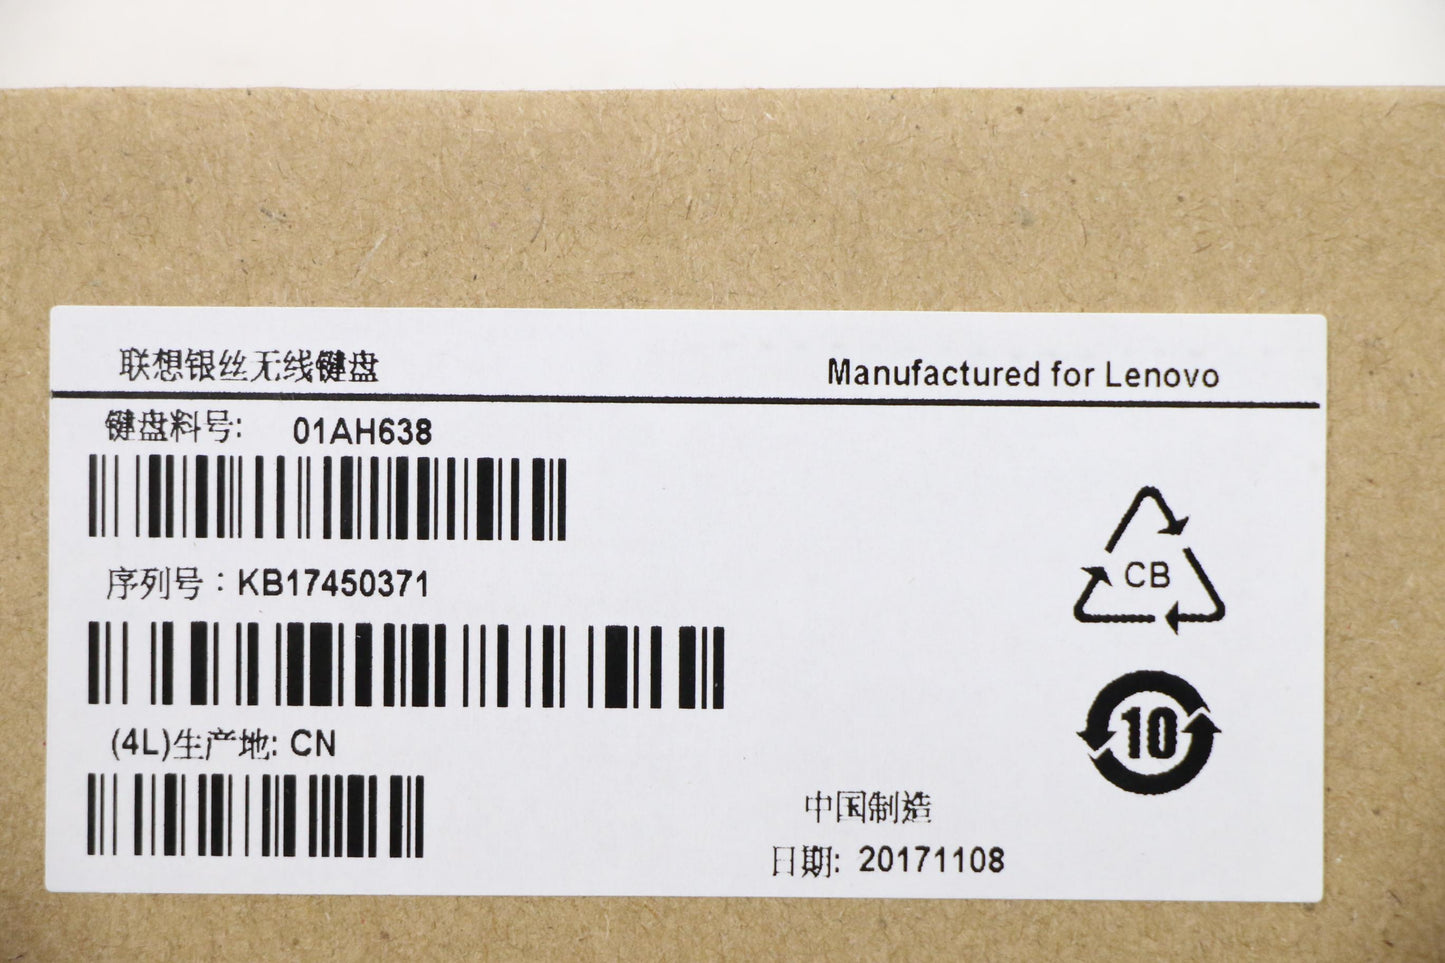 联想银丝无线键盘
Manufactured for Lenovo
键盘料号: 01AH638
序列号：KB17450371
(4L)生产地: CN
CB
10
中国制造
日期: 20171108